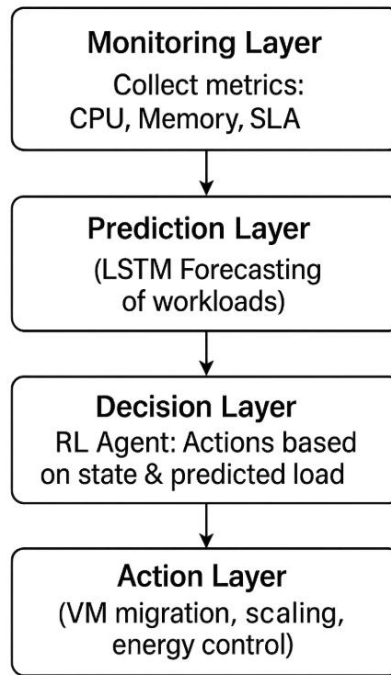 Monitoring Layer
Collect metrics:
CPU, Memory, SLA
Prediction Layer
(LSTM Forecasting
of workloads)
Decision Layer
RL Agent: Actions based
on state & predicted load
Action Layer
(VM migration, scaling,
energy control)